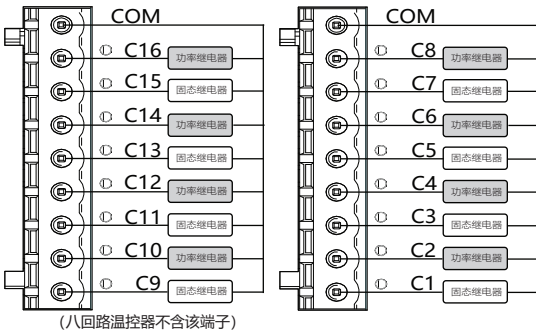 COM
C16 功率继电器
C15 固态继电器
C14 功率继电器
C13 固态继电器
C12 功率继电器
C11 固态继电器
C10 功率继电器
C9 固态继电器
(八回路温控器不含该端子)
COM
C8 功率继电器
C7 固态继电器
C6 功率继电器
C5 固态继电器
C4 功率继电器
C3 固态继电器
C2 功率继电器
C1 固态继电器